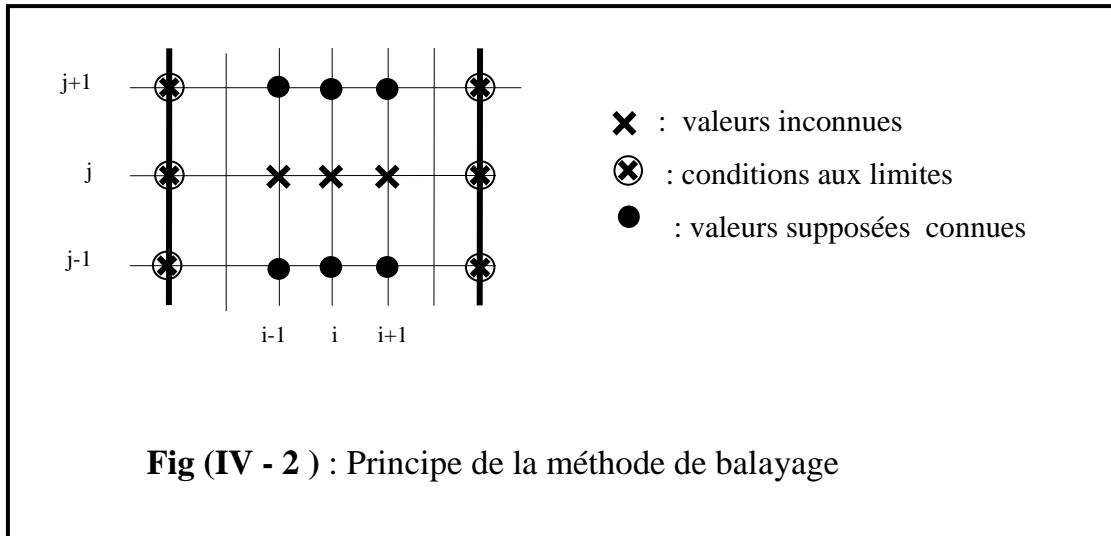 j+1
j
j-1
i-1 i i+1
: valeurs inconnues
: conditions aux limites
: valeurs supposées connues
Fig (IV - 2 ) : Principe de la méthode de balayage